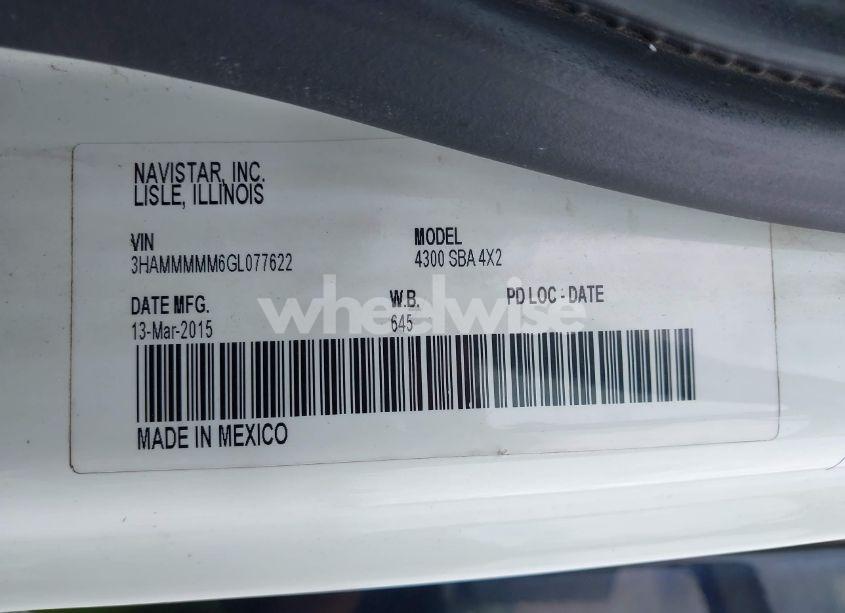 NAVISTAR, INC.
LISLE, ILLINOIS
VIN
3HAMMMMM6GL077622
MODEL
4300 SBA 4X2
DATE MFG.
13-Mar-2015
W.B.
645
PD LOC - DATE
wheelwise
MADE IN MEXICO